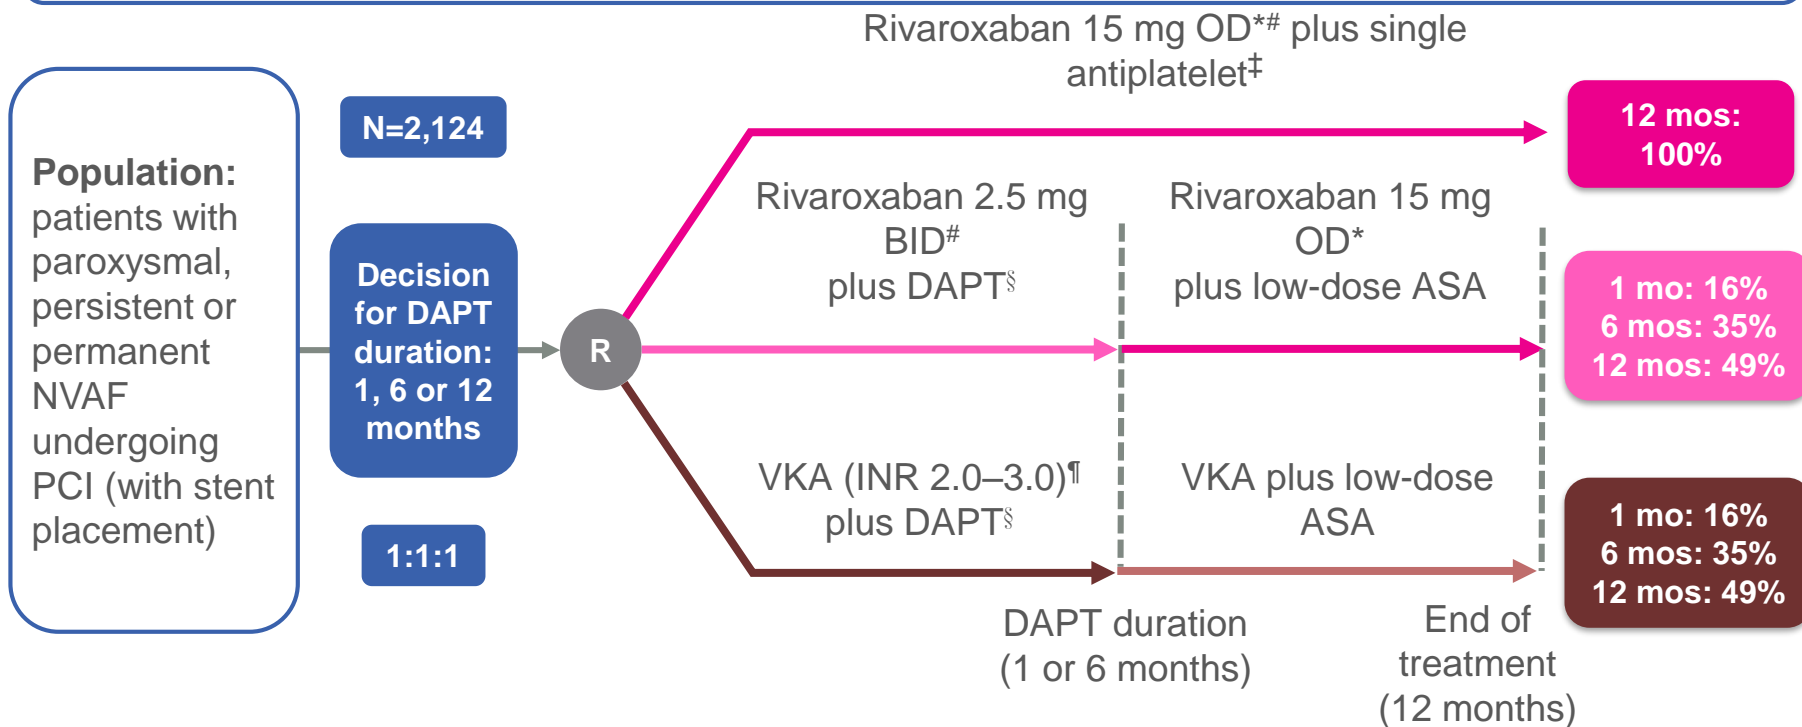 Rivaroxaban 15 mg OD*# plus single
antiplatelet‡
Population:
patients with
paroxysmal,
persistent or
permanent
NVAF
undergoing
PCI (with stent
placement)
N=2,124
Decision
for DAPT
duration:
1, 6 or 12
months
1:1:1
R
Rivaroxaban 2.5 mg
BID#
plus DAPT§
Rivaroxaban 15 mg
OD*
plus low-dose ASA
VKA (INR 2.0–3.0)¶
plus DAPT§
VKA plus low-dose
ASA
DAPT duration
(1 or 6 months)
End of
treatment
(12 months)
12 mos:
100%
1 mo: 16%
6 mos: 35%
12 mos: 49%
1 mo: 16%
6 mos: 35%
12 mos: 49%